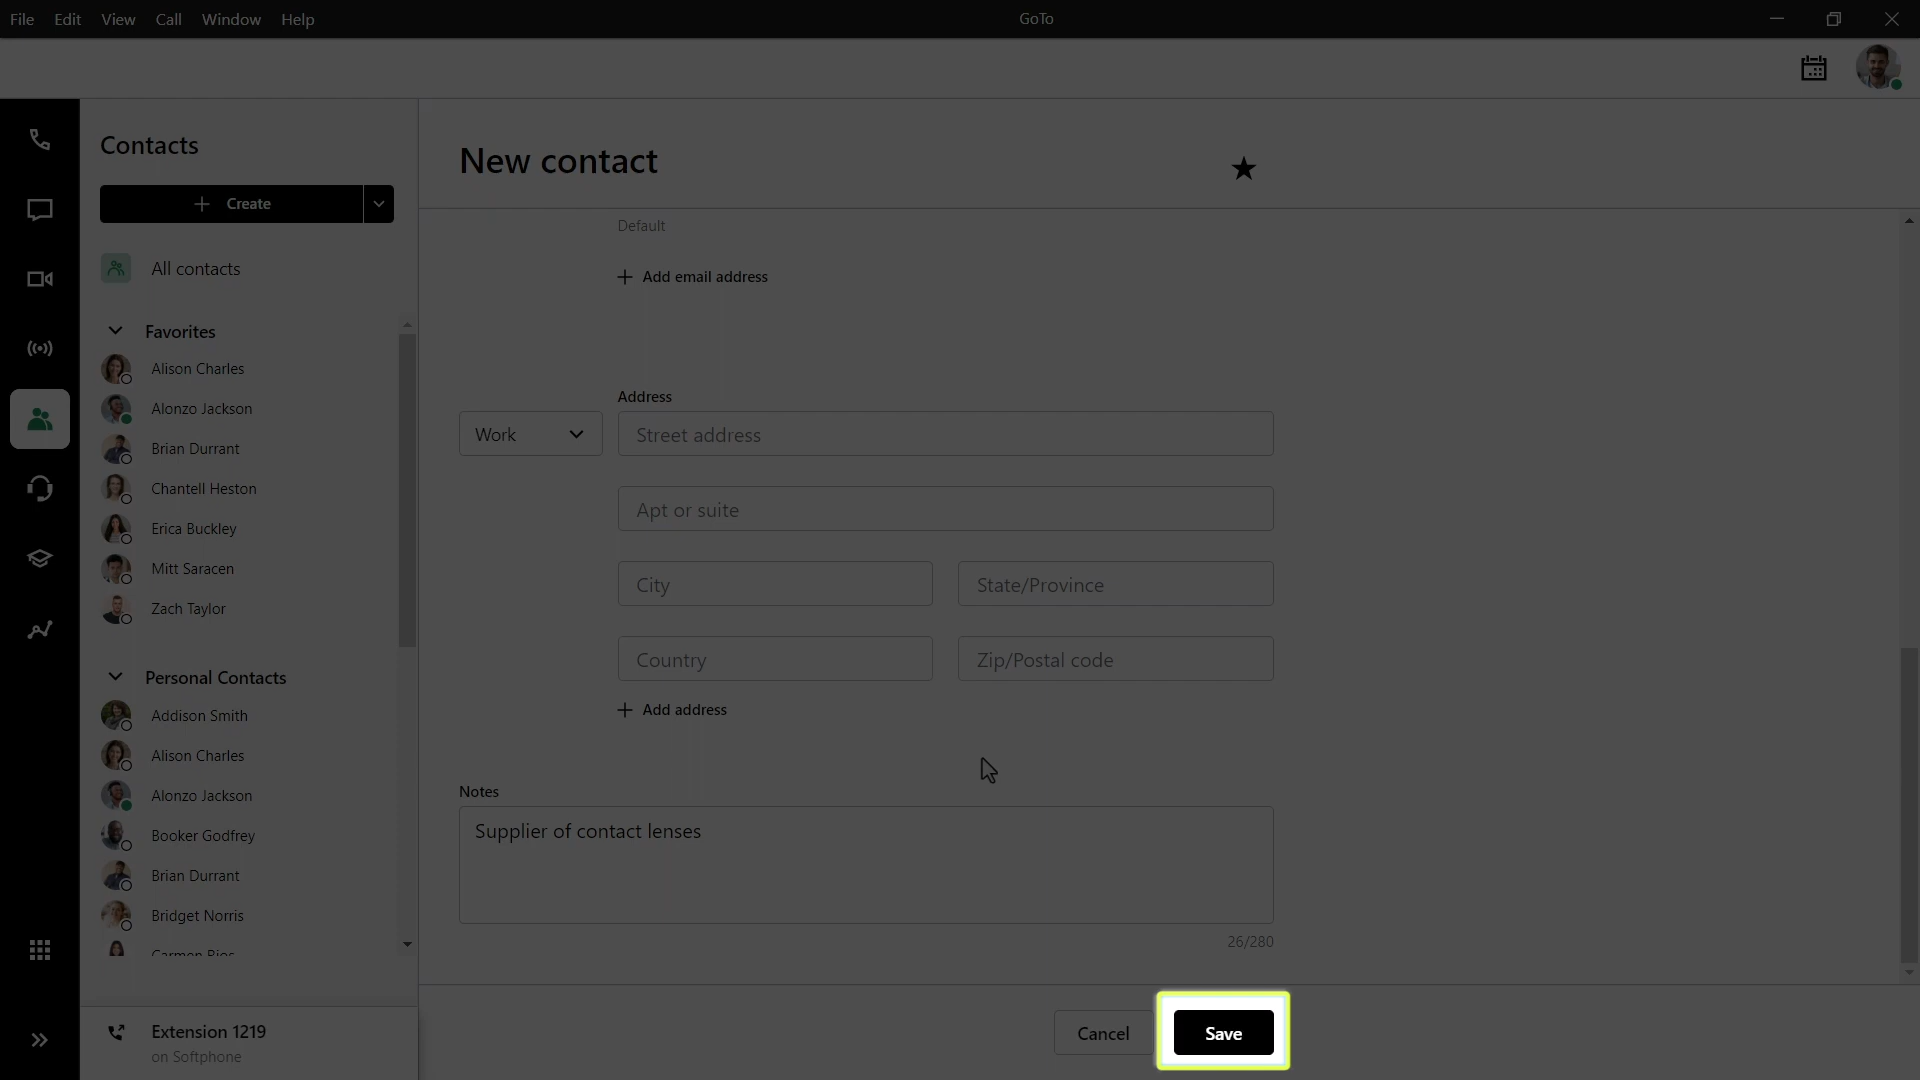 File Edit View Call Window Help
GoTo
Contacts
Create
All contacts
Favorites
Alison Charles
Alonzo Jackson
Brian Durrant
Chantell Heston
Erica Buckley
Mitt Saracen
Zach Taylor
Personal Contacts
Addison Smith
Alison Charles
Alonzo Jackson
Booker Godfrey
Brian Durrant
Bridget Norris
Carmen Rios
Extension 1219
on Softphone
New contact
Default
Add email address
Address
Work
Street address
Apt or suite
City
State/Province
Country
Zip/Postal code
Add address
Notes
Supplier of contact lenses
26/280
Cancel
Save